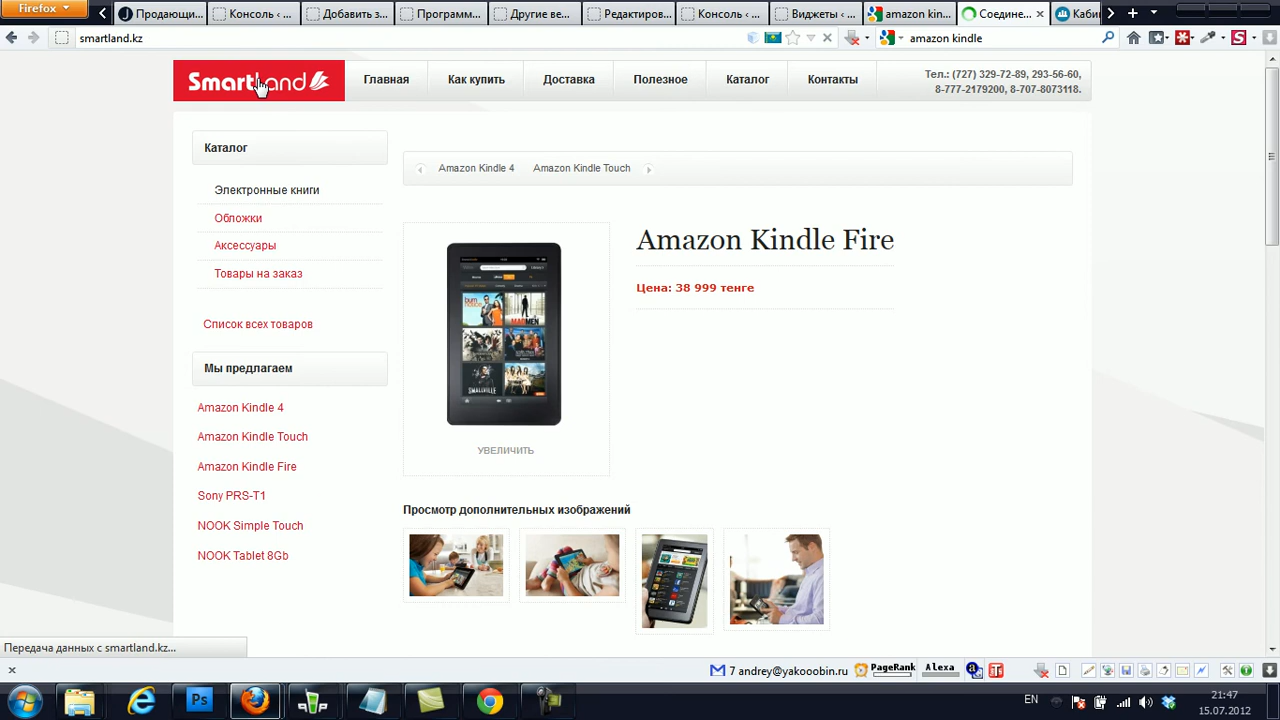 Firefox
Продающи...
Консоль ‹ ...
Добавить з...
Программ...
Другие ве...
Редактиров...
Консоль ‹ ...
Виджеты ‹ ...
amazon kin...
Соедине...
Каби
smartland.kz
amazon kindle
Smartland
Главная
Как купить
Доставка
Полезное
Каталог
Контакты
Тел.: (727) 329-72-89, 293-56-60,
8-777-2179200, 8-707-8073118.
Каталог
Электронные книги
Обложки
Аксессуары
Товары на заказ
Список всех товаров
Мы предлагаем
Amazon Kindle 4
Amazon Kindle Touch
Amazon Kindle Fire
Sony PRS-T1
NOOK Simple Touch
NOOK Tablet 8Gb
Amazon Kindle 4
Amazon Kindle Touch
Amazon Kindle Fire
Цена: 38 999 тенге
УВЕЛИЧИТЬ
Просмотр дополнительных изображений
Передача данных с smartland.kz...
7 andrey@yakooobin.ru
PageRank
Alexa
EN
21:47
15.07.2012